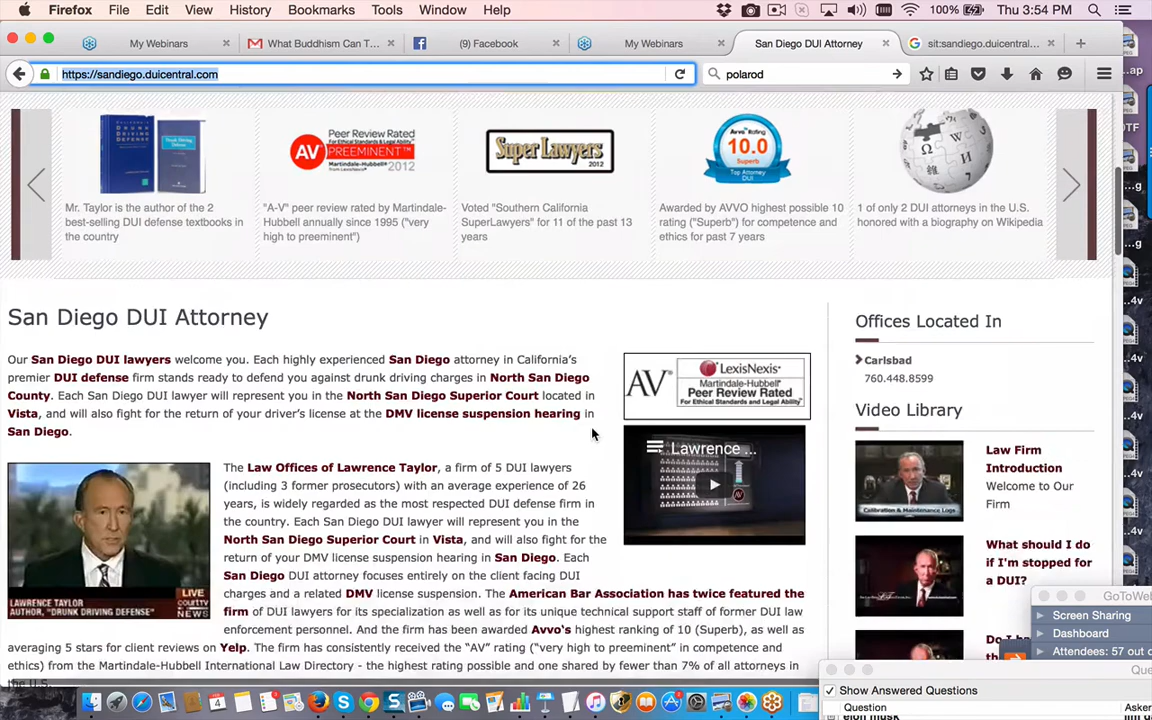 Firefox File Edit View History Bookmarks Tools Window Help 100% Thu 3:54 PM
My Webinars What Buddhism Can T... (9) Facebook My Webinars San Diego DUI Attorney sit:sandiego.duicentral....
https://sandiego.duicentral.com polarod
Peer Review Rated
For Ethical Standards and Legal Ability
AV PREEMINENT
Martindale-Hubbell
from LexisNexis 2012
Super Lawyers
2012
Avvo Rating
10.0
Superb
Top Attorney
DUI
Mr. Taylor is the author of the 2
best-selling DUI defense textbooks in
the country
"A-V" peer review rated by Martindale-
Hubbell annually since 1995 ("very
high to preeminent")
Voted "Southern California
SuperLawyers" for 11 of the past 13
years
Awarded by AVVO highest possible 10
rating ("Superb") for competence and
ethics for past 7 years
1 of only 2 DUI attorneys in the U.S.
honored with a biography on Wikipedia
San Diego DUI Attorney
Our San Diego DUI lawyers welcome you. Each highly experienced San Diego attorney in California's
premier DUI defense firm stands ready to defend you against drunk driving charges in North San Diego
County. Each San Diego DUI lawyer will represent you in the North San Diego Superior Court located in
Vista, and will also fight for the return of your driver's license at the DMV license suspension hearing in
San Diego.
AV LexisNexis
Martindale-Hubbell
Peer Review Rated
For Ethical Standards and Legal Ability
Lawrence ...
LIVE
COURTTV
NEWS
LAWRENCE TAYLOR
AUTHOR, "DRUNK DRIVING DEFENSE"
The Law Offices of Lawrence Taylor, a firm of 5 DUI lawyers
(including 3 former prosecutors) with an average experience of 26
years, is widely regarded as the most respected DUI defense firm in
the country. Each San Diego DUI lawyer will represent you in the
North San Diego Superior Court in Vista, and will also fight for the
return of your DMV license suspension hearing in San Diego. Each
San Diego DUI attorney focuses entirely on the client facing DUI
charges and a related DMV license suspension. The American Bar Association has twice featured the
firm of DUI lawyers for its specialization as well as for its unique technical support staff of former DUI law
enforcement personnel. And the firm has been awarded Avvo's highest ranking of 10 (Superb), as well as
averaging 5 stars for client reviews on Yelp. The firm has consistently received the "AV" rating ("very high to preeminent" in competence and
ethics) from the Martindale-Hubbell International Law Directory - the highest rating possible and one shared by fewer than 7% of all attorneys in
the U.S.
Offices Located In
Carlsbad
760.448.8599
Video Library
Calibration & Maintenance Logs
Law Firm
Introduction
Welcome to Our
Firm
What should I do
if I'm stopped for
a DUI?
Do I
the
GoToWeb
Screen Sharing
Dashboard
Attendees: 57 out o
Que
Show Answered Questions
Question Asker
elon musk